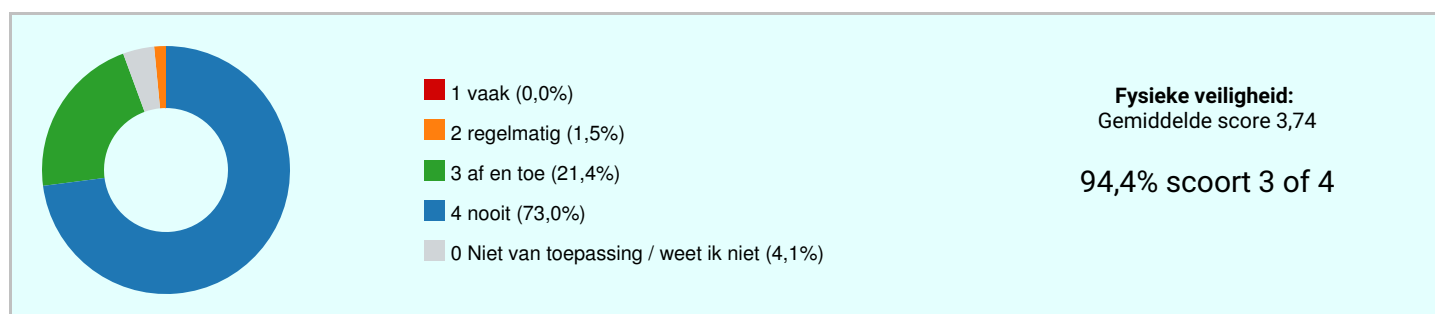 1 vaak (0,0%)
2 regelmatig (1,5%)
3 af en toe (21,4%)
4 nooit (73,0%)
0 Niet van toepassing / weet ik niet (4,1%)
Fysieke veiligheid:
Gemiddelde score 3,74
94,4% scoort 3 of 4